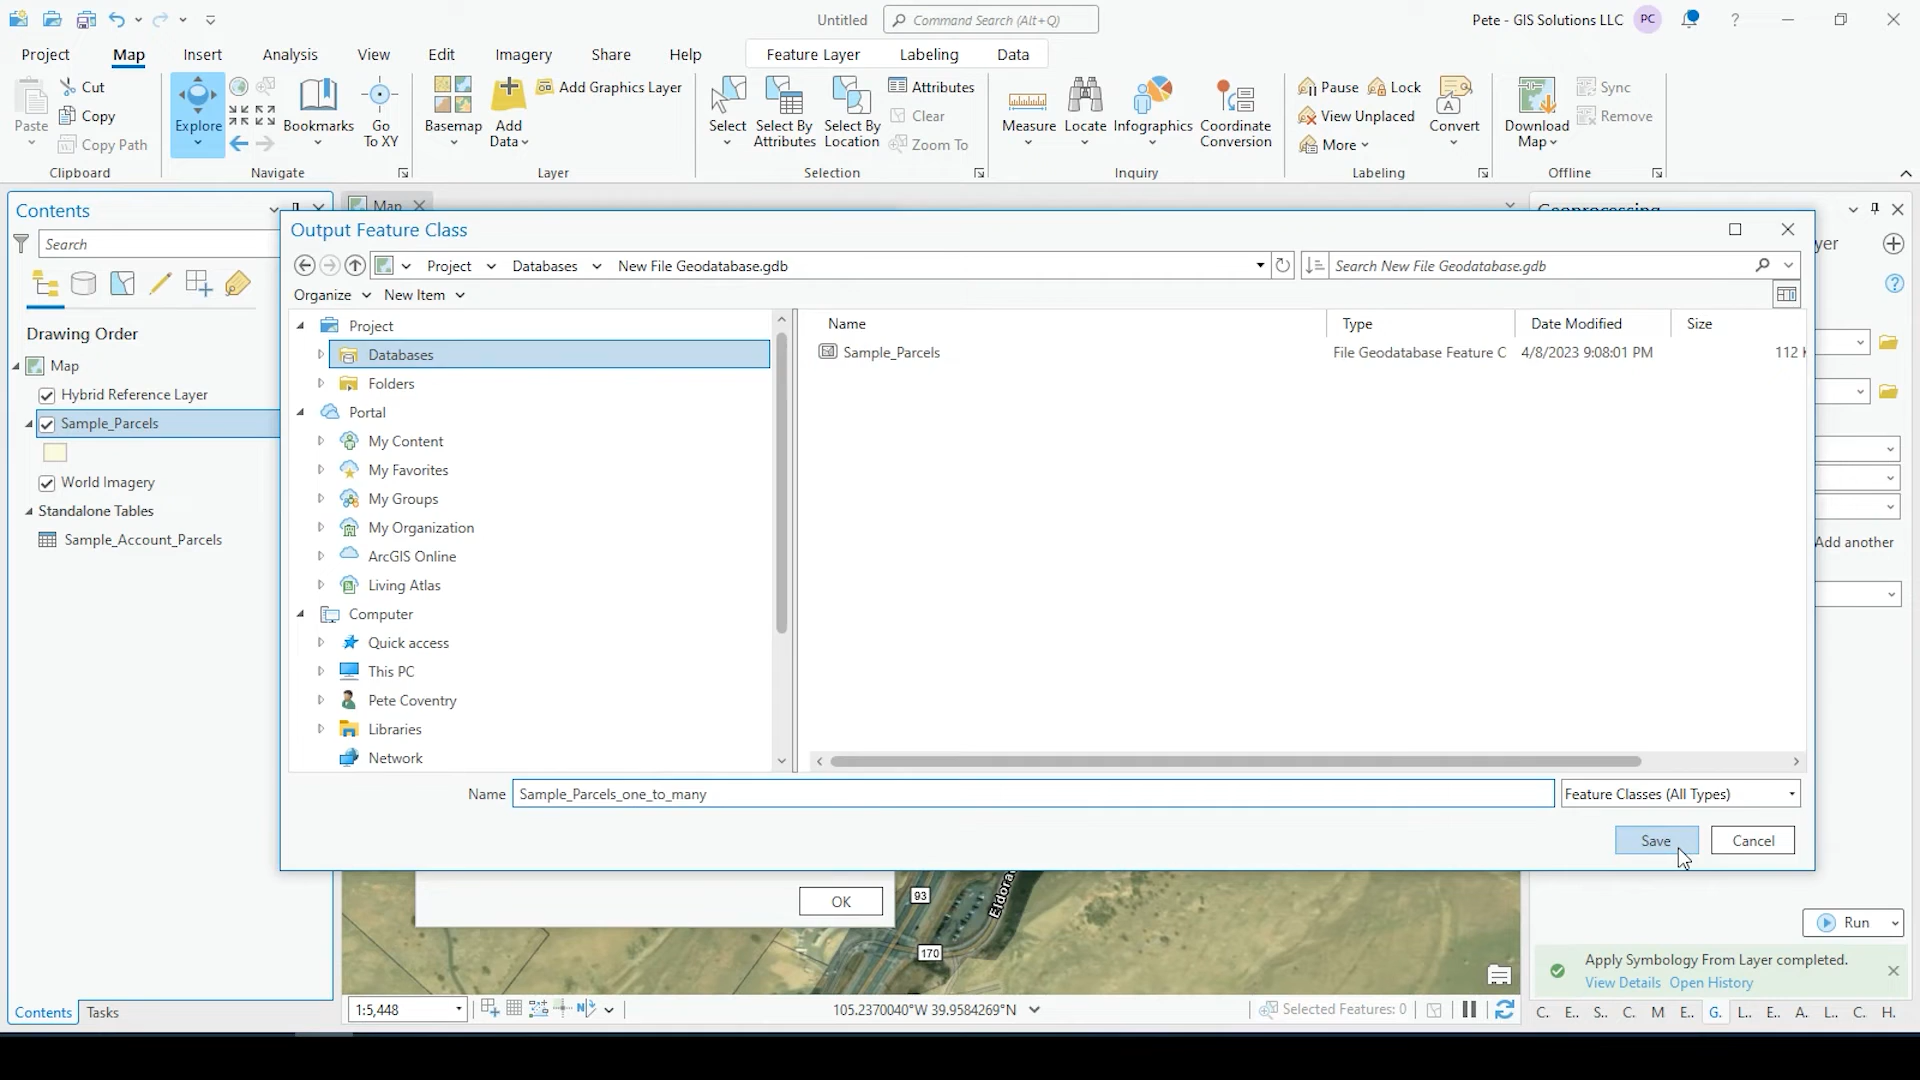 Untitled
Command Search (Alt+Q)
Pete - GIS Solutions LLC
PC
?
Project
Map
Insert
Analysis
View
Edit
Imagery
Share
Help
Feature Layer
Labeling
Data
Paste
Cut
Copy
Copy Path
Clipboard
Explore
Bookmarks
Go
To XY
Navigate
Basemap
Add
Data
Add Graphics Layer
Layer
Select
Select By
Attributes
Select By
Location
Attributes
Clear
Zoom To
Selection
Measure
Locate
Infographics
Coordinate
Conversion
Inquiry
Pause
Lock
View Unplaced
More
A
Convert
Labeling
Download
Map
Sync
Remove
Offline
Contents
Search
Drawing Order
Map
Hybrid Reference Layer
Sample_Parcels
World Imagery
Standalone Tables
Sample_Account_Parcels
Map
Output Feature Class
Project
Databases
New File Geodatabase.gdb
Search New File Geodatabase.gdb
Organize
New Item
Project
Databases
Folders
Portal
My Content
My Favorites
My Groups
My Organization
ArcGIS Online
Living Atlas
Computer
Quick access
This PC
Pete Coventry
Libraries
Network
Name
Type
Date Modified
Size
Sample_Parcels
File Geodatabase Feature C
4/8/2023 9:08:01 PM
112
Name
Sample_Parcels_one_to_many
Feature Classes (All Types)
Save
Cancel
OK
93
170
yer
?
Add another
Run
Apply Symbology From Layer completed.
View Details
Open History
Contents
Tasks
1:5,448
105.2370040°W 39.9584269°N
Selected Features: 0
C.
E..
S..
C.
M
E..
G.
L..
E..
A.
L..
C.
H.